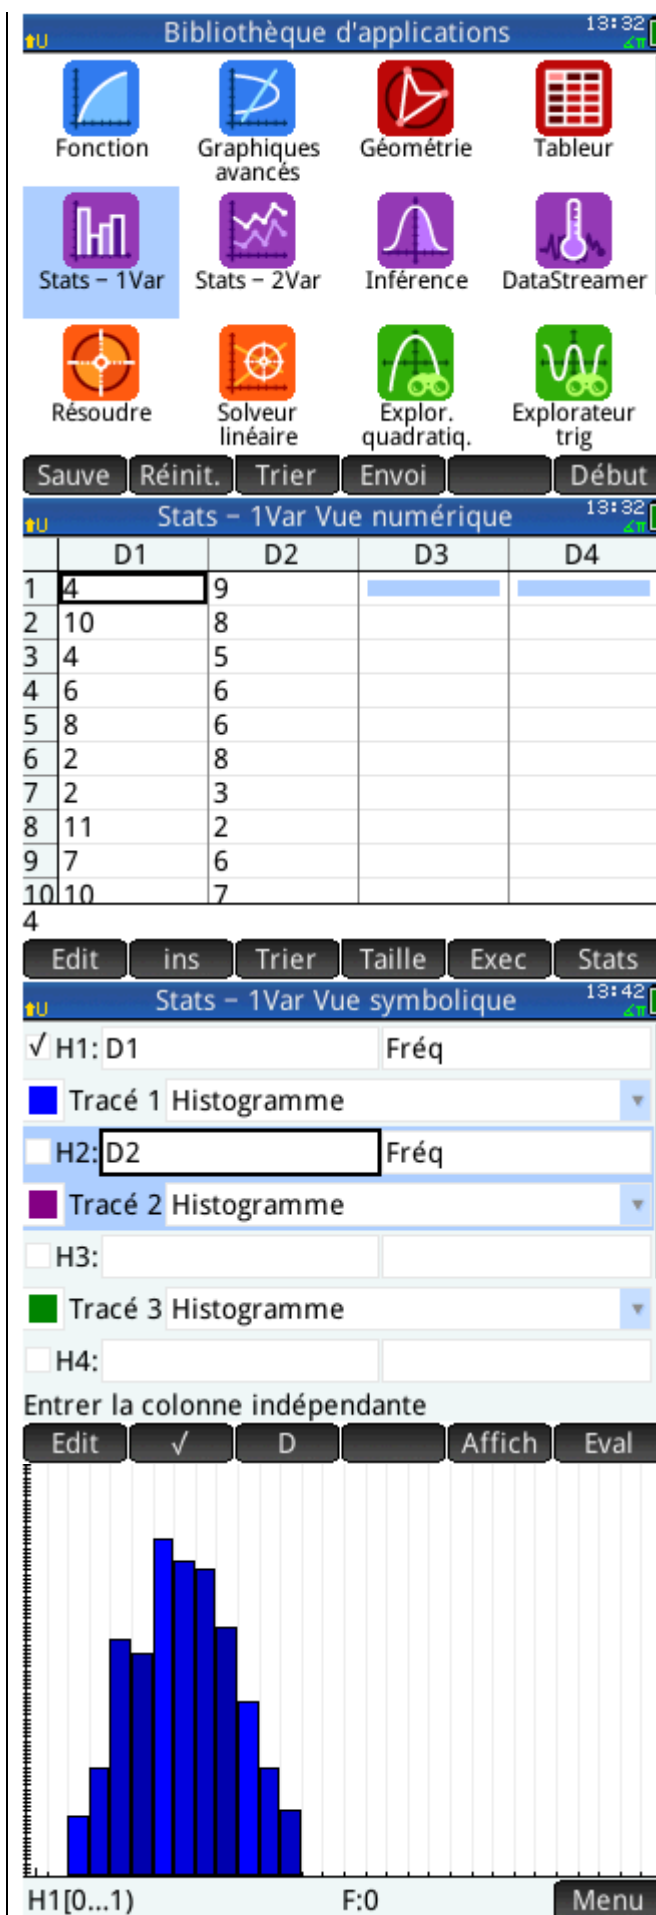 Bibliothèque d'applications 13:32
U ∡π
Fonction Graphiques avancés Géométrie Tableur
Stats – 1Var Stats – 2Var Inférence DataStreamer
Résoudre Solveur linéaire Explor. quadratiq. Explorateur trig
Sauve Réinit. Trier Envoi Début
Stats – 1Var Vue numérique 13:32
U ∡π
D1 D2 D3 D4
1 4 9
2 10 8
3 4 5
4 6 6
5 8 6
6 2 8
7 2 3
8 11 2
9 7 6
10 10 7
4
Edit ins Trier Taille Exec Stats
Stats – 1Var Vue symbolique 13:42
U ∡π
√ H1: D1 Fréq
Tracé 1 Histogramme
H2: D2 Fréq
Tracé 2 Histogramme
H3:
Tracé 3 Histogramme
H4:
Entrer la colonne indépendante
Edit √ D Affich Eval
H1[0...1) F:0 Menu